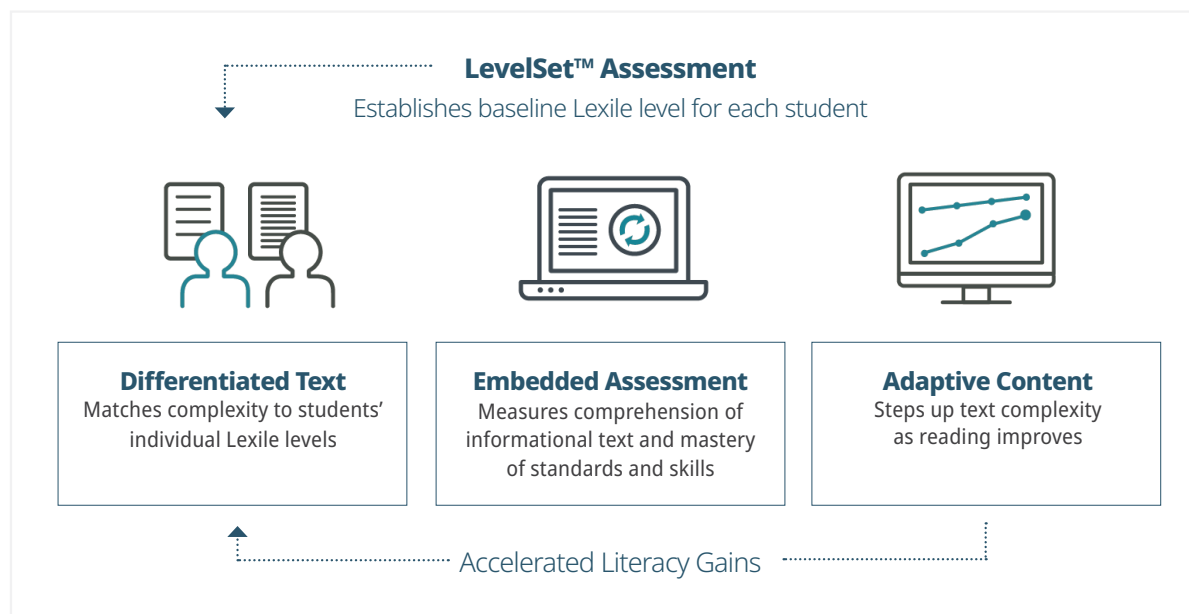 LevelSet™ Assessment
Establishes baseline Lexile level for each student
Differentiated Text
Matches complexity to students’
individual Lexile levels
Embedded Assessment
Measures comprehension of
informational text and mastery
of standards and skills
Adaptive Content
Steps up text complexity
as reading improves
Accelerated Literacy Gains